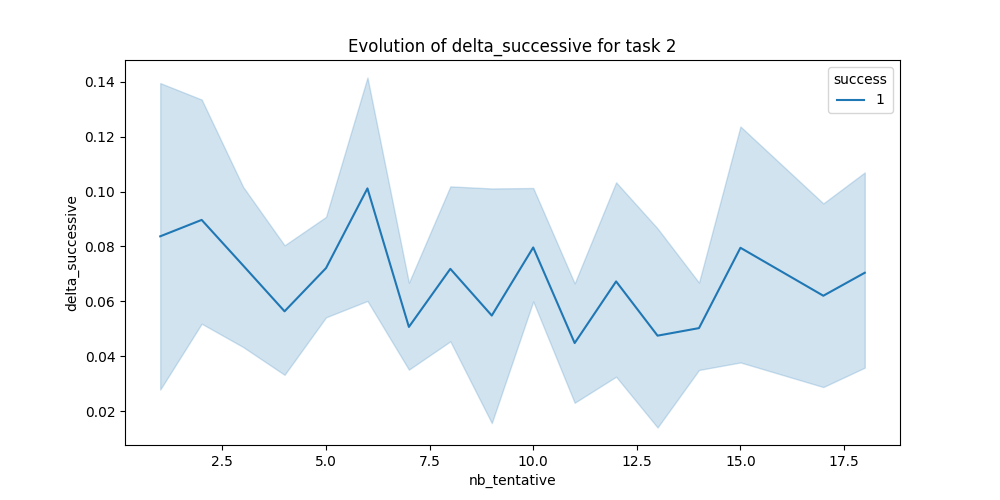 Evolution of delta_successive for task 2
success
1
delta_successive
0.14
0.12
0.10
0.08
0.06
0.04
0.02
2.5 5.0 7.5 10.0 12.5 15.0 17.5
nb_tentative